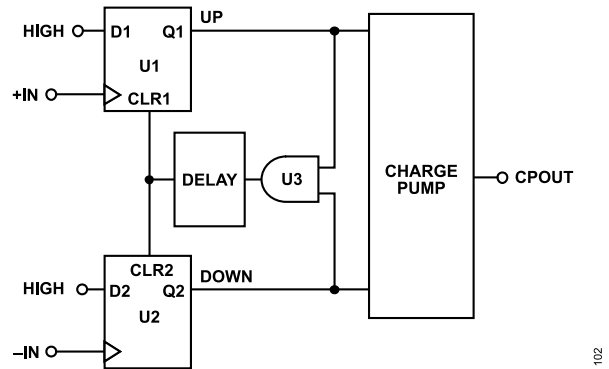 UP
HIGH
D1 Q1
U1
+IN
CLR1
DELAY
U3
CHARGE
PUMP
CPOUT
CLR2
DOWN
HIGH
D2 Q2
U2
–IN
102